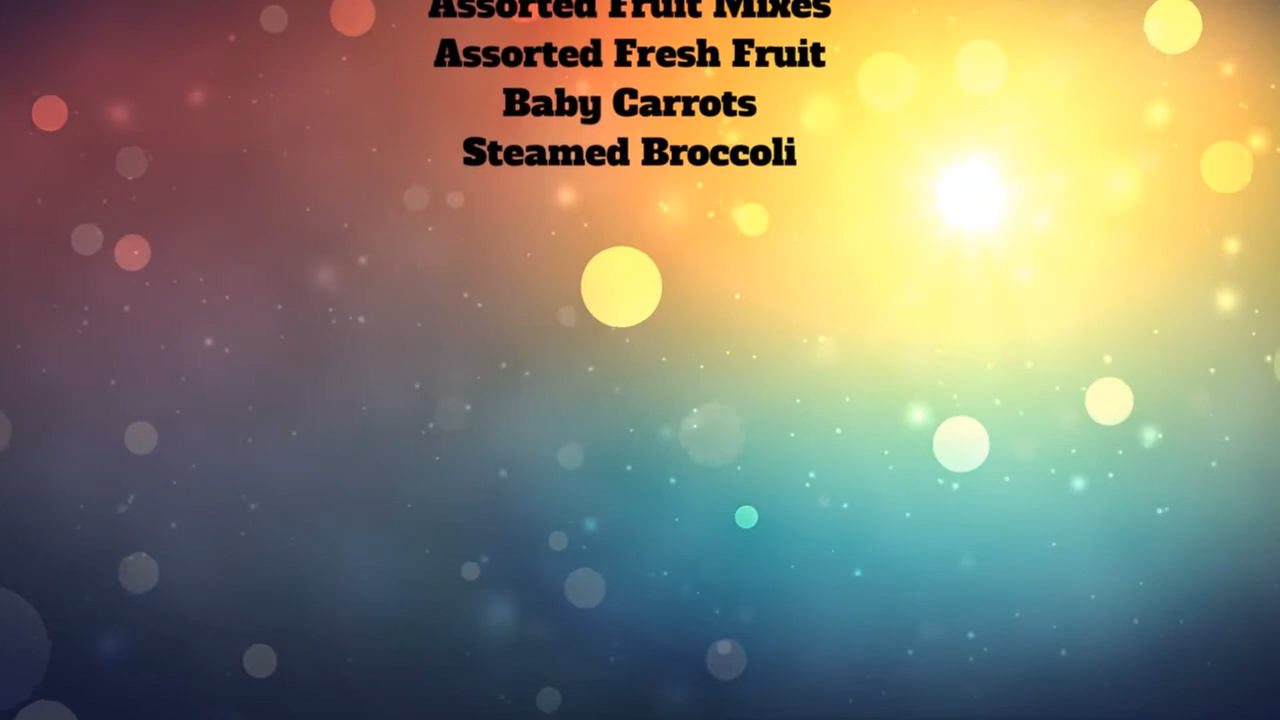 Assorted Fruit Mixes
Assorted Fresh Fruit
Baby Carrots
Steamed Broccoli